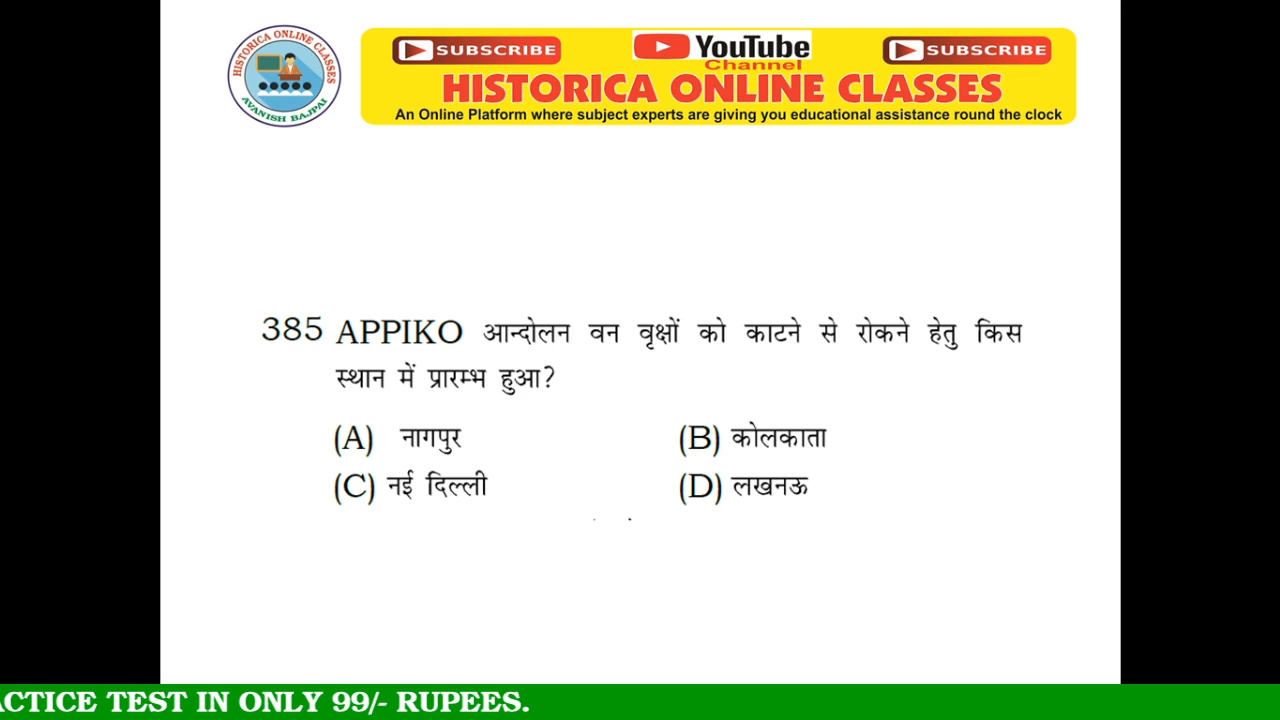 HISTORICA ONLINE CLASSES
AVANISH BAJPAI
SUBSCRIBE
YouTube
SUBSCRIBE
Channel
HISTORICA ONLINE CLASSES
An Online Platform where subject experts are giving you educational assistance round the clock
385 APPIKO आन्दोलन वन वृक्षों को काटने से रोकने हेतु किस
स्थान में प्रारम्भ हुआ?
(A) नागपुर (B) कोलकाता
(C) नई दिल्ली (D) लखनऊ
ACTICE TEST IN ONLY 99/- RUPEES.